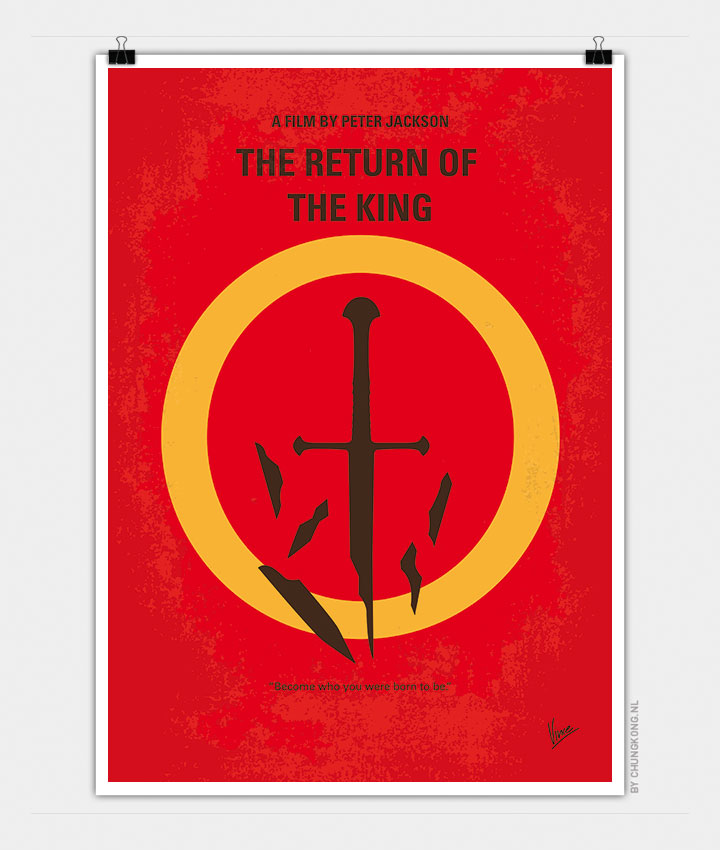 A FILM BY PETER JACKSON
THE RETURN OF
THE KING
"Become who you were born to be."
BY CHUNGKONG.NL